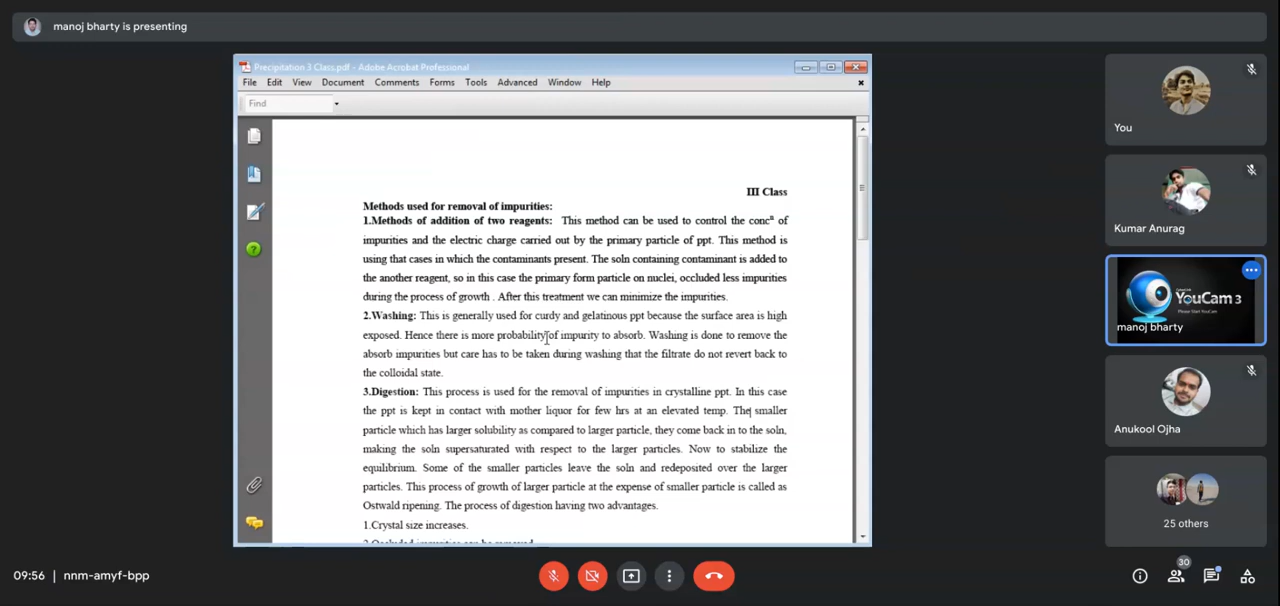 manoj bharty is presenting
Precipitation 3 Class.pdf - Adobe Acrobat Professional
File Edit View Document Comments Forms Tools Advanced Window Help
Find
III Class
Methods used for removal of impurities:
1.Methods of addition of two reagents: This method can be used to control the concⁿ of
impurities and the electric charge carried out by the primary particle of ppt. This method is
using that cases in which the contaminants present. The soln containing contaminant is added to
the another reagent, so in this case the primary form particle on nuclei, occluded less impurities
during the process of growth . After this treatment we can minimize the impurities.
2.Washing: This is generally used for curdy and gelatinous ppt because the surface area is high
exposed. Hence there is more probability of impurity to absorb. Washing is done to remove the
absorb impurities but care has to be taken during washing that the filtrate do not revert back to
the colloidal state.
3.Digestion: This process is used for the removal of impurities in crystalline ppt. In this case
the ppt is kept in contact with mother liquor for few hrs at an elevated temp. The smaller
particle which has larger solubility as compared to larger particle, they come back in to the soln,
making the soln supersaturated with respect to the larger particles. Now to stabilize the
equilibrium. Some of the smaller particles leave the soln and redeposited over the larger
particles. This process of growth of larger particle at the expense of smaller particle is called as
Ostwald ripening. The process of digestion having two advantages.
1.Crystal size increases.
2.Occluded impurities can be removed
You
Kumar Anurag
YouCam 3
Please Start YouCam
manoj bharty
Anukool Ojha
25 others
09:56 | nnm-amyf-bpp
30